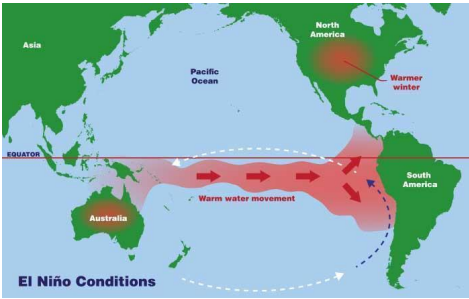 North
America
Asia
Pacific
Ocean
Warmer
winter
EQUATOR
South
America
Warm water movement
Australia
El Niño Conditions